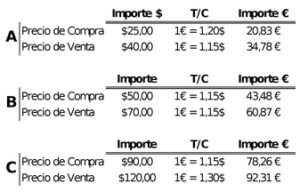 Importe $ T/C Importe €
A Precio de Compra $25,00 1€ = 1,20$ 20,83 €
Precio de Venta $40,00 1€ = 1,15$ 34,78 €
Importe T/C Importe €
B Precio de Compra $50,00 1€ = 1,15$ 43,48 €
Precio de Venta $70,00 1€ = 1,15$ 60,87 €
Importe T/C Importe €
C Precio de Compra $90,00 1€ = 1,15$ 78,26 €
Precio de Venta $120,00 1€ = 1,30$ 92,31 €